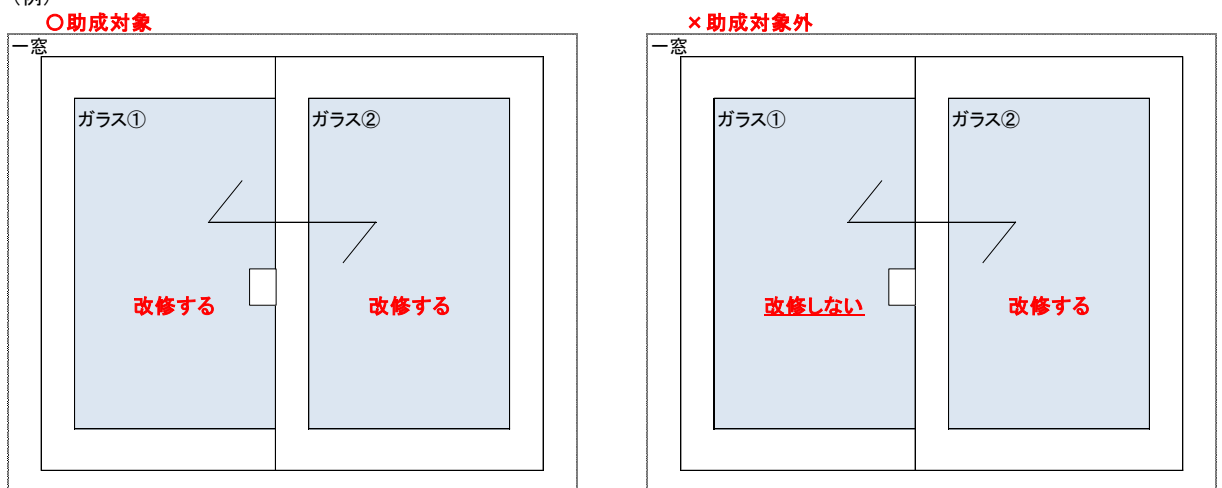 (例)
○助成対象
一窓
ガラス①
ガラス②
改修する
改修する
×助成対象外
一窓
ガラス①
ガラス②
改修しない
改修する